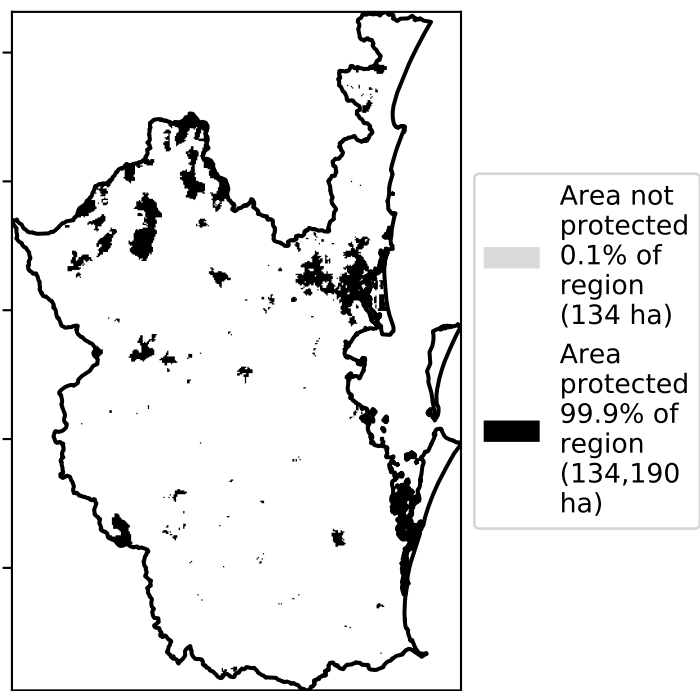 Area not
protected
0.1% of
region
(134 ha)
Area
protected
99.9% of
region
(134,190
ha)